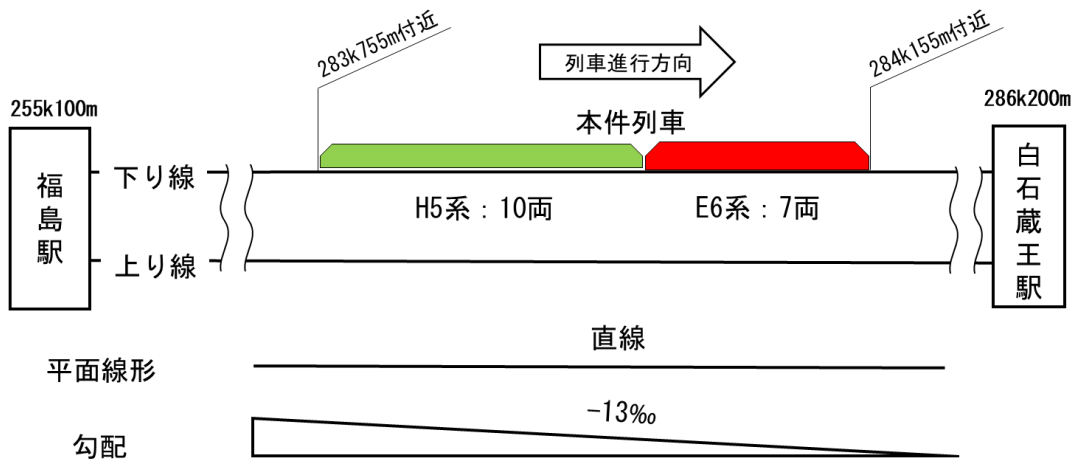 283k755m付近
284k155m付近
列車進行方向
255k100m
286k200m
本件列車
福島駅
下り線
上り線
H5系：10両
E6系：7両
白石蔵王駅
平面線形
直線
勾配
-13‰